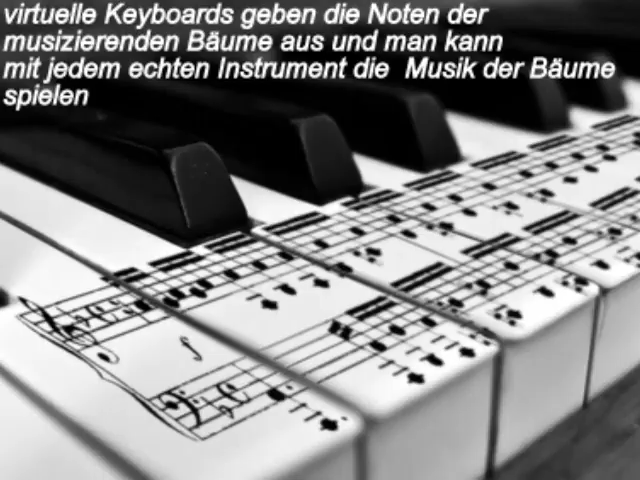 virtuelle Keyboards geben die Noten der
musizierenden Bäume aus und man kann
mit jedem echten Instrument die  Musik der Bäume
spielen